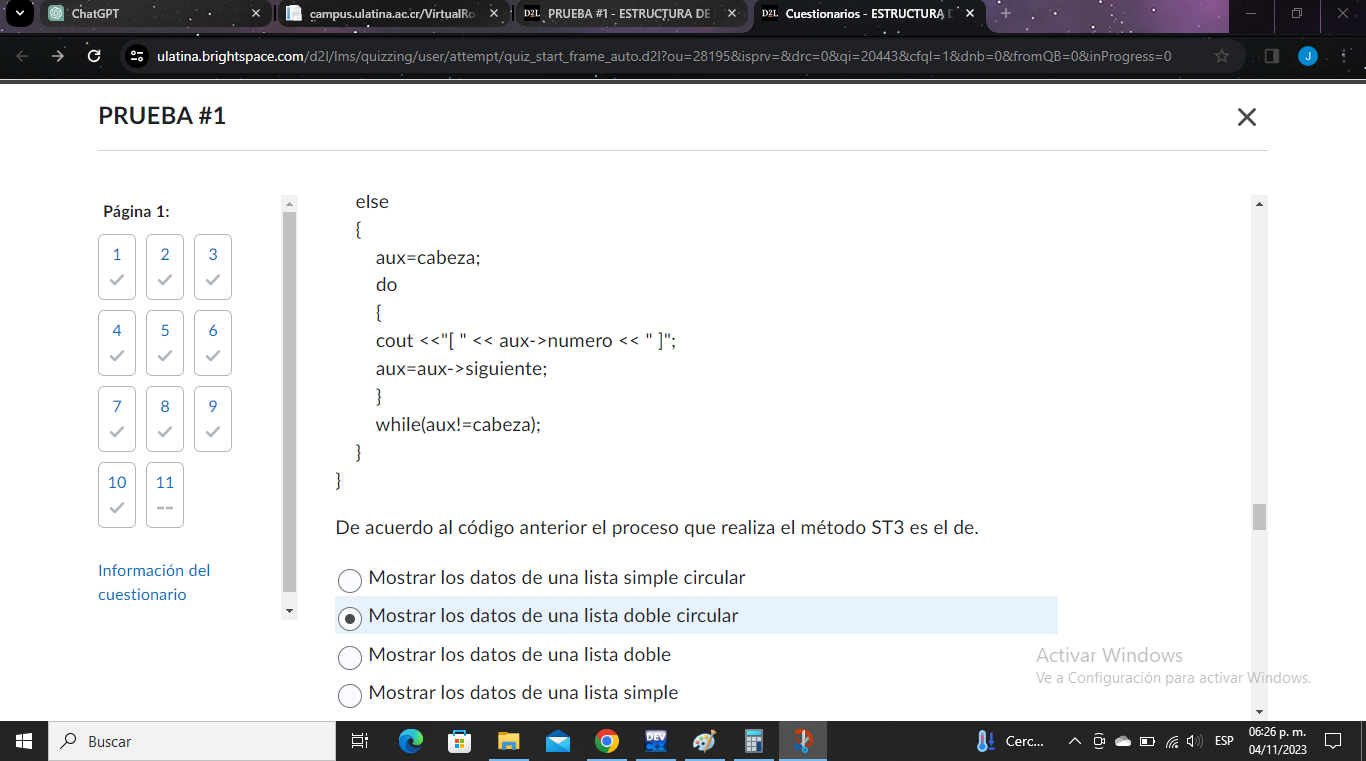 ChatGPT
campus.ulatina.ac.cr/VirtualRo
D2L PRUEBA #1 - ESTRUCTURA DE
D2L Cuestionarios - ESTRUCTURA D
ulatina.brightspace.com/d2l/lms/quizzing/user/attempt/quiz_start_frame_auto.d2l?ou=28195&isprv=&drc=0&qi=20443&cfql=1&dnb=0&fromQB=0&inProgress=0
J
PRUEBA #1
Página 1:
1 2 3
4 5 6
7 8 9
10 11
--
Información del
cuestionario
else
{
aux=cabeza;
do
{
cout <<"[ " << aux->numero << " ]";
aux=aux->siguiente;
}
while(aux!=cabeza);
}
}
De acuerdo al código anterior el proceso que realiza el método ST3 es el de.
Mostrar los datos de una lista simple circular
Mostrar los datos de una lista doble circular
Mostrar los datos de una lista doble
Mostrar los datos de una lista simple
Activar Windows
Ve a Configuración para activar Windows.
Buscar
DEV
Cerc...
ESP
06:26 p. m.
04/11/2023